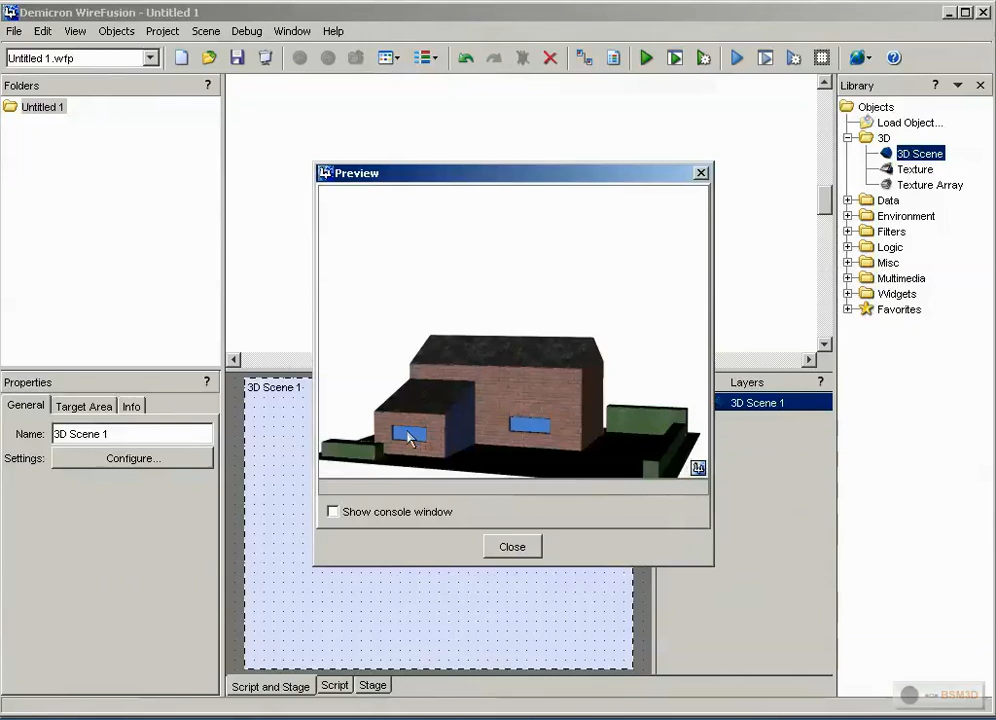 Demicron WireFusion - Untitled 1
File Edit View Objects Project Scene Debug Window Help
Untitled 1.wfp
Folders ?
Untitled 1
Library ?
Objects
Load Object...
3D
3D Scene
Texture
Texture Array
Data
Environment
Filters
Logic
Misc
Multimedia
Widgets
Favorites
Preview
Show console window
Close
Properties ?
General Target Area Info
Name: 3D Scene 1
Settings: Configure...
3D Scene 1
Layers ?
3D Scene 1
Script and Stage Script Stage
BSM3D